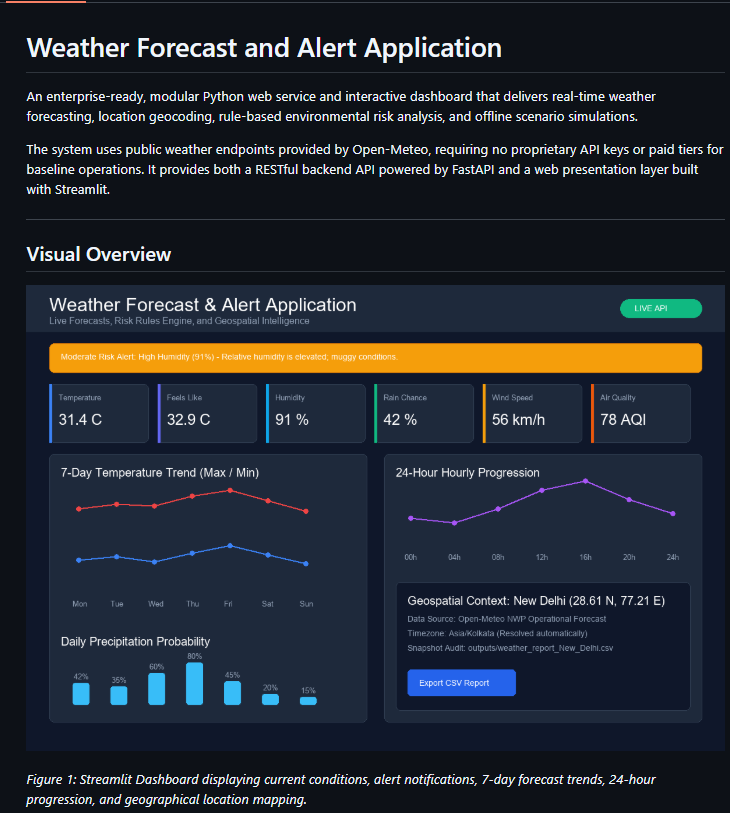 Weather Forecast and Alert Application
An enterprise-ready, modular Python web service and interactive dashboard that delivers real-time weather
forecasting, location geocoding, rule-based environmental risk analysis, and offline scenario simulations.
The system uses public weather endpoints provided by Open-Meteo, requiring no proprietary API keys or paid tiers for
baseline operations. It provides both a RESTful backend API powered by FastAPI and a web presentation layer built
with Streamlit.
Visual Overview
Weather Forecast & Alert Application
Live Forecasts, Risk Rules Engine, and Geospatial Intelligence
LIVE API
Moderate Risk Alert: High Humidity (91%) - Relative humidity is elevated; muggy conditions.
Temperature
31.4 C
Feels Like
32.9 C
Humidity
91 %
Rain Chance
42 %
Wind Speed
56 km/h
Air Quality
78 AQI
7-Day Temperature Trend (Max / Min)
Mon Tue Wed Thu Fri Sat Sun
Daily Precipitation Probability
42% 35% 60% 80% 45% 20% 15%
24-Hour Hourly Progression
00h 04h 08h 12h 16h 20h 24h
Geospatial Context: New Delhi (28.61 N, 77.21 E)
Data Source: Open-Meteo NWP Operational Forecast
Timezone: Asia/Kolkata (Resolved automatically)
Snapshot Audit: outputs/weather_report_New_Delhi.csv
Export CSV Report
Figure 1: Streamlit Dashboard displaying current conditions, alert notifications, 7-day forecast trends, 24-hour
progression, and geographical location mapping.